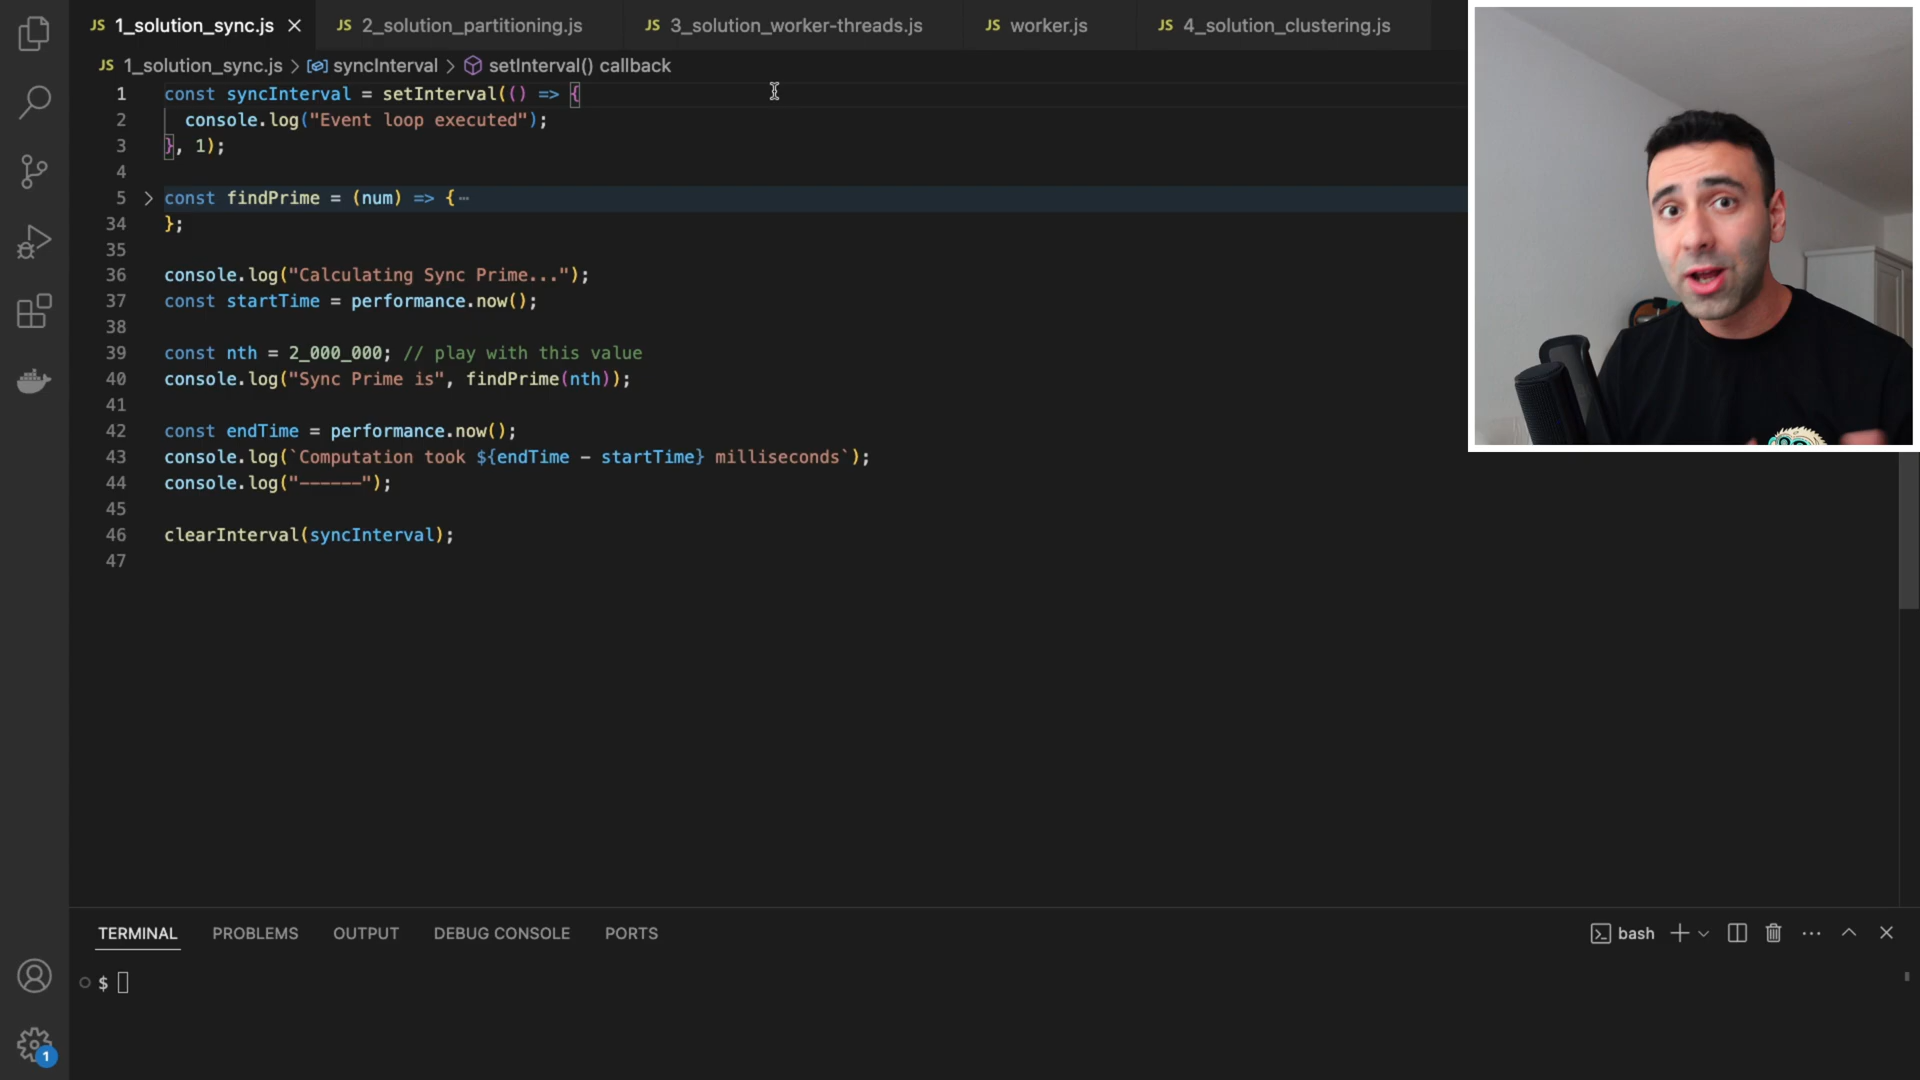 JS 1_solution_sync.js
JS 2_solution_partitioning.js
JS 3_solution_worker-threads.js
JS worker.js
JS 4_solution_clustering.js
JS 1_solution_sync.js > syncInterval > setInterval() callback
1 const syncInterval = setInterval(() => {
2 console.log("Event loop executed");
3 }, 1);
4
5 const findPrime = (num) => {⋯
34 };
35
36 console.log("Calculating Sync Prime...");
37 const startTime = performance.now();
38
39 const nth = 2_000_000; // play with this value
40 console.log("Sync Prime is", findPrime(nth));
41
42 const endTime = performance.now();
43 console.log(`Computation took ${endTime - startTime} milliseconds`);
44 console.log("------");
45
46 clearInterval(syncInterval);
47
TERMINAL PROBLEMS OUTPUT DEBUG CONSOLE PORTS
bash
$
1